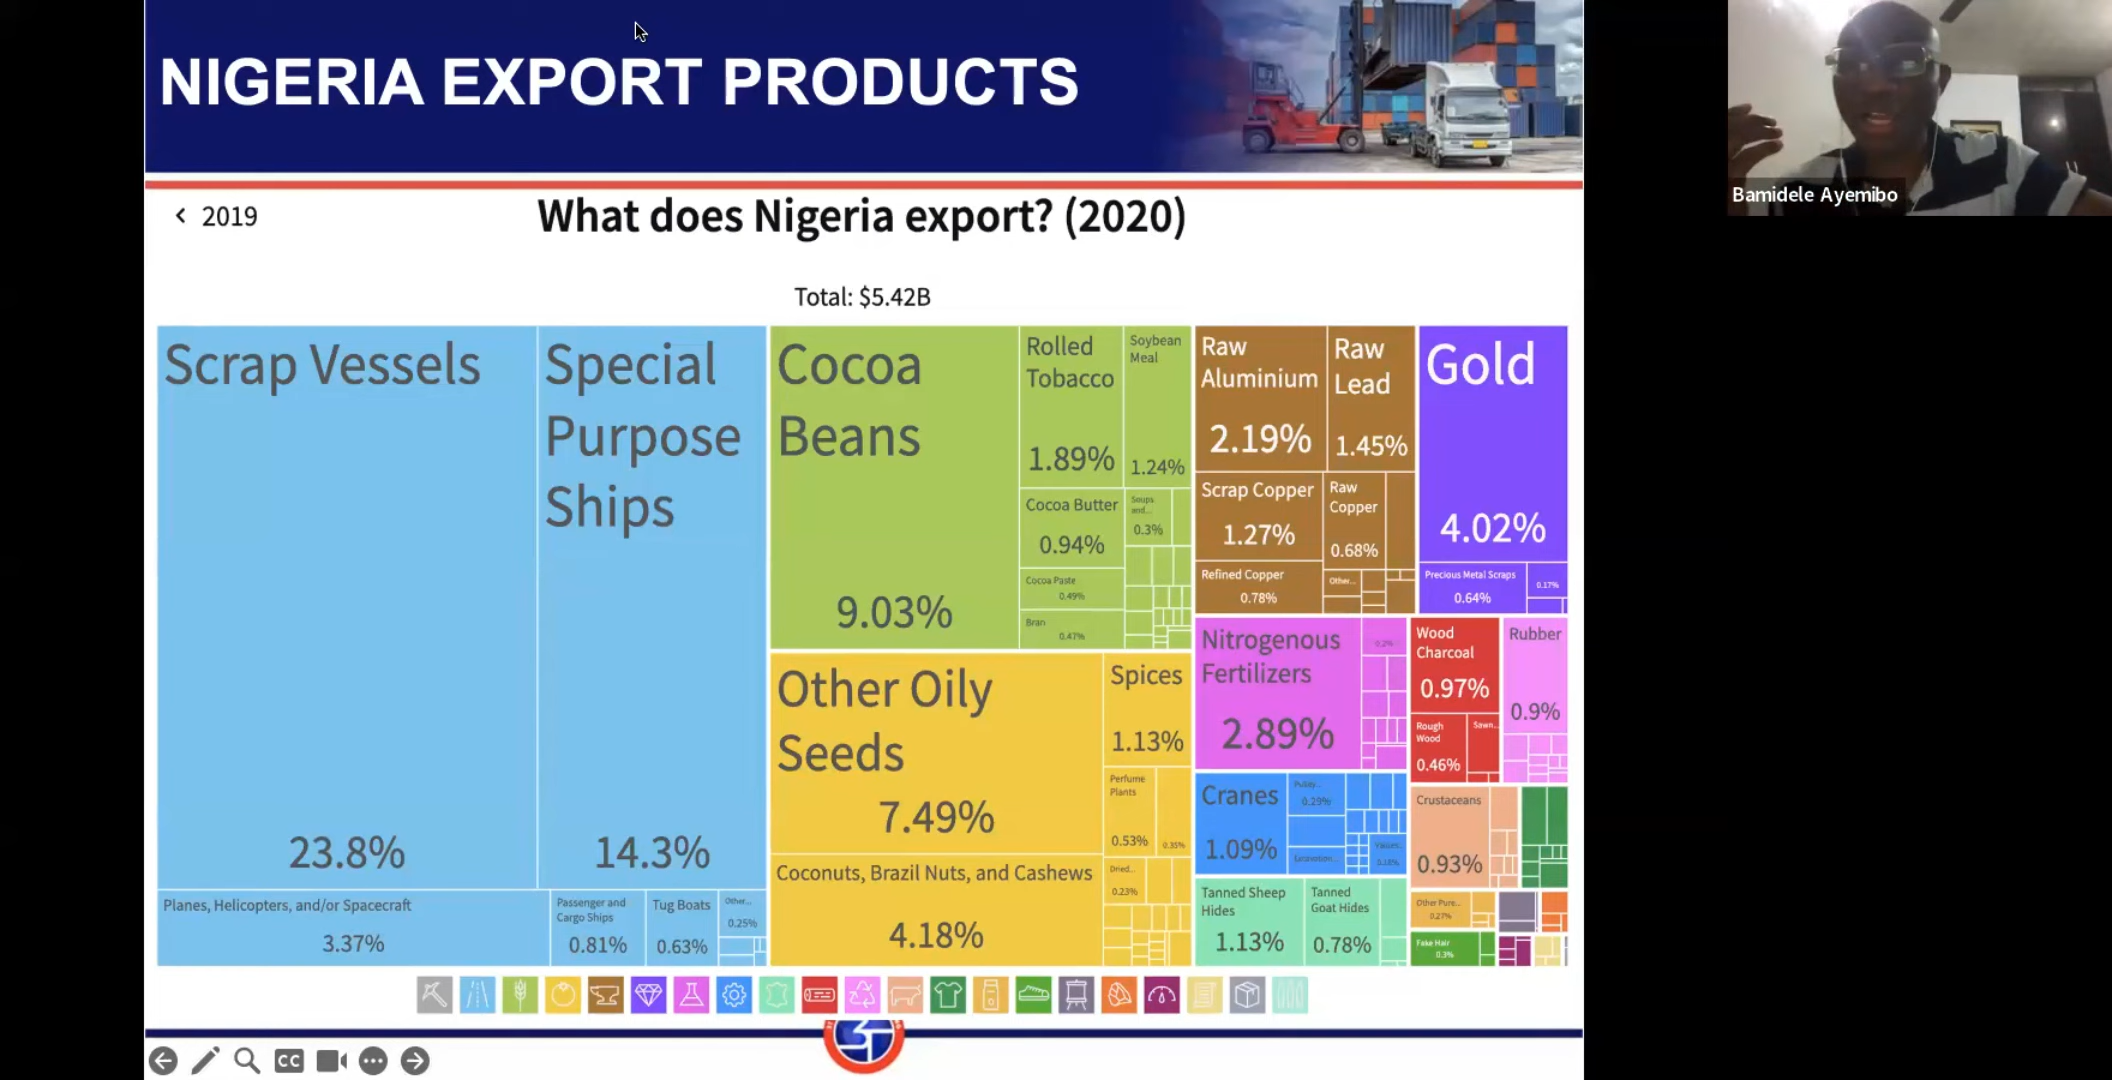 NIGERIA EXPORT PRODUCTS
Bamidele Ayemibo
< 2019
What does Nigeria export? (2020)
Total: $5.42B
Scrap Vessels
23.8%
Special
Purpose
Ships
14.3%
Planes, Helicopters, and/or Spacecraft
3.37%
Passenger and
Cargo Ships
0.81%
Tug Boats
0.63%
Other...
0.25%
Cocoa
Beans
9.03%
Rolled
Tobacco
1.89%
Soybean
Meal
1.24%
Cocoa Butter
0.94%
Soups
and...
0.3%
Cocoa Paste
0.49%
Bran
0.47%
Other Oily
Seeds
7.49%
Spices
1.13%
Perfume
Plants
0.53%
0.35%
Coconuts, Brazil Nuts, and Cashews
4.18%
Dried...
0.23%
Raw
Aluminium
2.19%
Raw
Lead
1.45%
Scrap Copper
1.27%
Raw
Copper
0.68%
Refined Copper
0.78%
Other...
Gold
4.02%
Precious Metal Scraps
0.64%
0.17%
Nitrogenous
Fertilizers
2.89%
0.2%
Wood
Charcoal
0.97%
Rough
Wood
0.46%
Sawn...
Rubber
0.9%
Cranes
1.09%
0.29%
Valves...
Crustaceans
0.93%
Tanned Sheep
Hides
1.13%
Tanned
Goat Hides
0.78%
Other Pure...
0.27%
Fake Hair
0.3%
CC